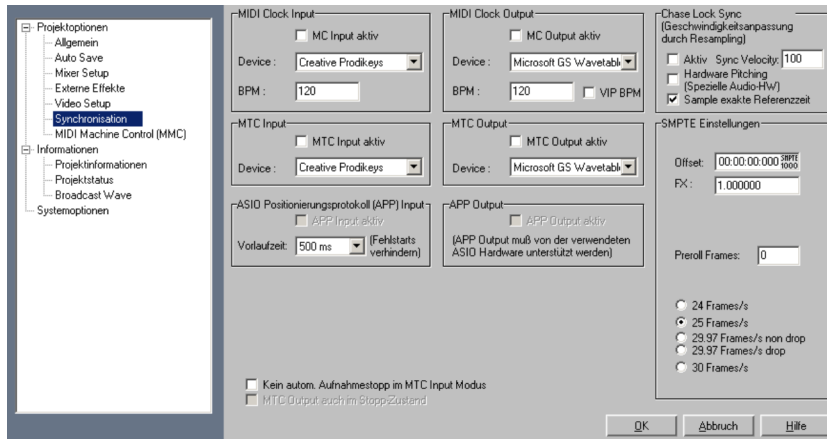 Projektoptionen
Allgemein
Auto Save
Mixer Setup
Externe Effekte
Video Setup
Synchronisation
MIDI Machine Control (MMC)
Informationen
Projektinformationen
Projektstatus
Broadcast Wave
Systemoptionen
MIDI Clock Input
MC Input aktiv
Device : Creative Prodikeys
BPM : 120
MIDI Clock Output
MC Output aktiv
Device : Microsoft GS Wavetabl
BPM : 120 VIP BPM
Chase Lock Sync
(Geschwindigkeitsanpassung
durch Resampling)
Aktiv Sync Velocity: 100
Hardware Pitching
(Spezielle Audio-HW)
Sample exakte Referenzzeit
MTC Input
MTC Input aktiv
Device : Creative Prodikeys
MTC Output
MTC Output aktiv
Device : Microsoft GS Wavetabl
SMPTE Einstellungen
Offset: 00:00:00:000 SMPTE 1000
FX : 1.000000
Preroll Frames: 0
24 Frames/s
25 Frames/s
29.97 Frames/s non drop
29.97 Frames/s drop
30 Frames/s
ASIO Positionierungsprotokoll (APP) Input
APP Input aktiv
Vorlaufzeit: 500 ms (Fehlstarts
verhindern)
APP Output
APP Output aktiv
(APP Output muß von der verwendeten
ASIO Hardware unterstützt werden)
Kein autom. Aufnahmestopp im MTC Input Modus
MTC Output auch im Stopp-Zustand
OK Abbruch Hilfe